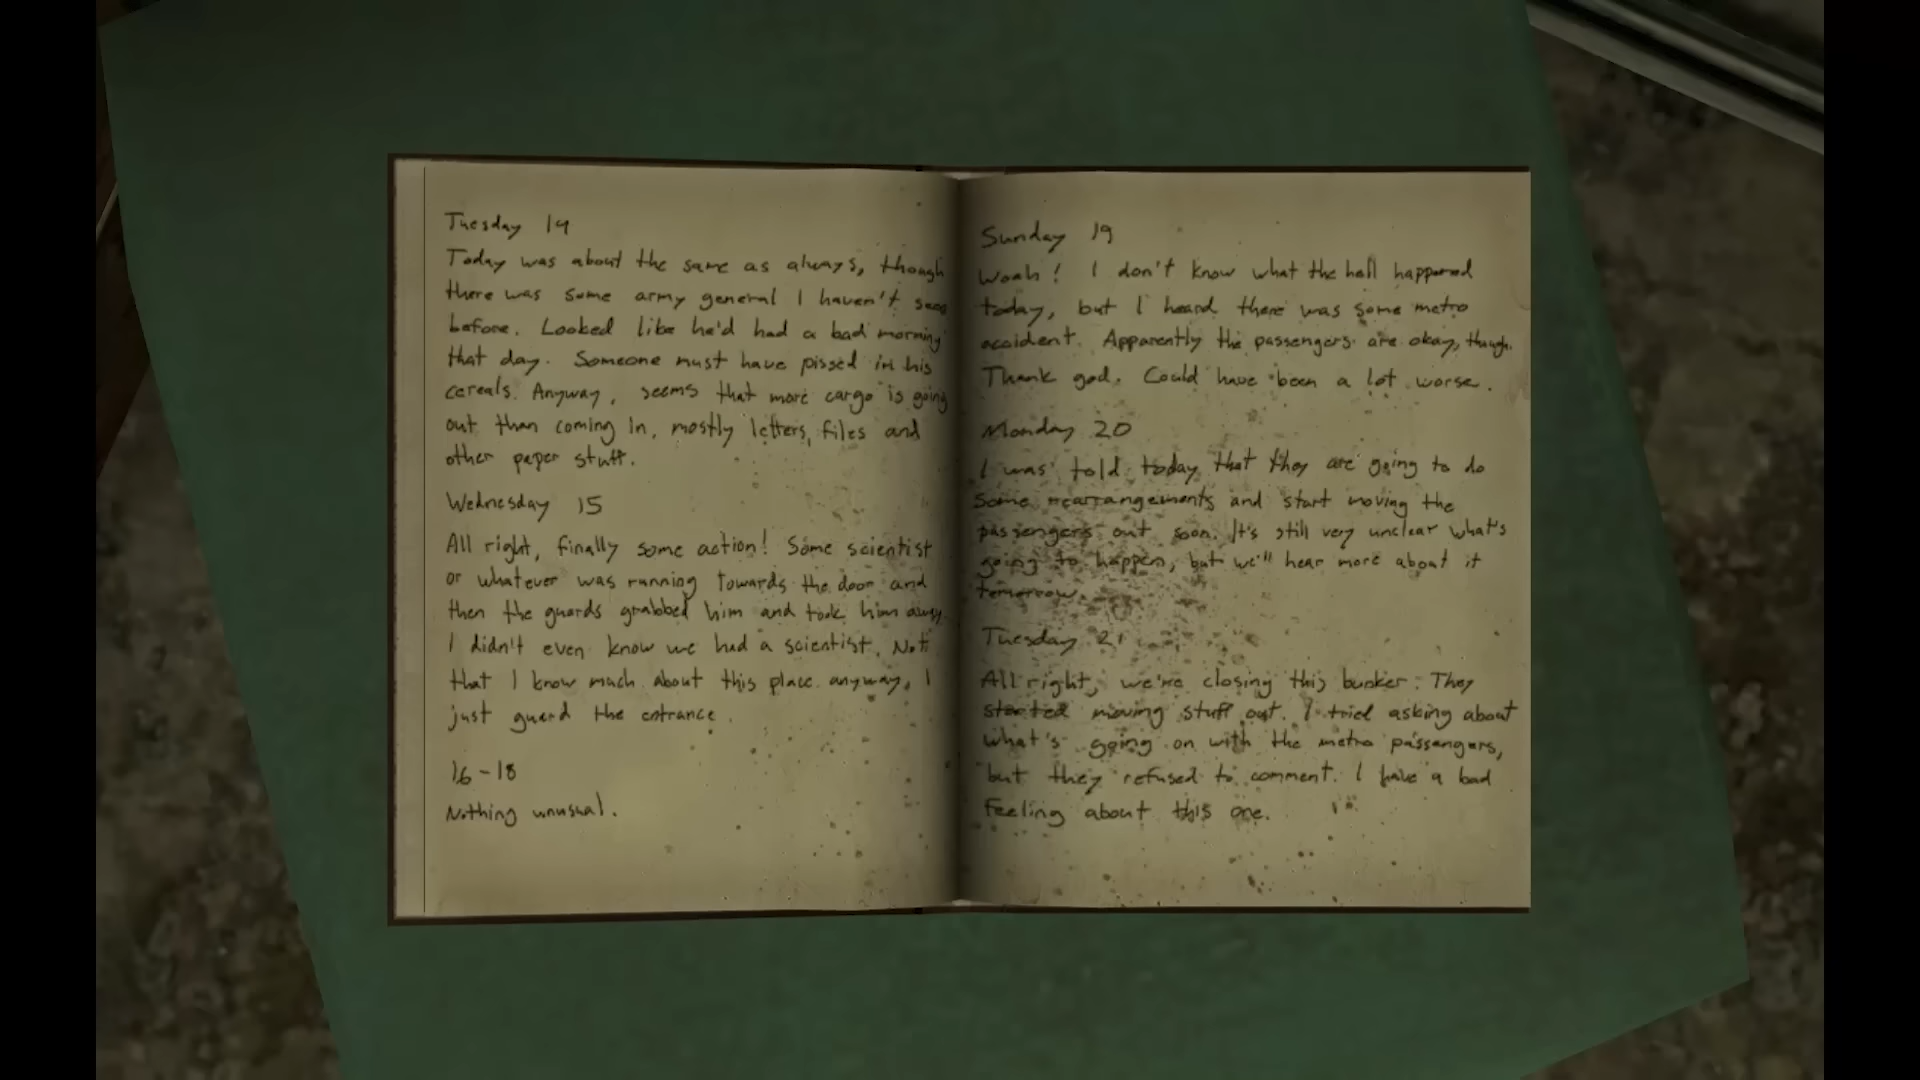 Tuesday 14
Today was about the same as always, though
there was some army general I haven't seen
before. Looked like he'd had a bad morning
that day. Someone must have pissed in his
cereals. Anyway, seems that more cargo is going
out than coming in, mostly letters, files and
other paper stuff.
Wednesday 15
All right, finally some action! Some scientist
or whatever was running towards the door and
then the guards grabbed him and took him away
I didn't even know we had a scientist. Not
that I know much about this place anyway, I
just guard the entrance.
16-18
Nothing unusual.
Sunday 19
Woah! I don't know what the hell happened
today, but I heard there was some metro
accident. Apparently the passengers are okay, though.
Thank god. Could have been a lot worse.
Monday 20
I was told today that they are going to do
some rearrangements and start moving the
passengers out soon. It's still very unclear what's
going to happen, but we'll hear more about it
tomorrow.
Tuesday 21
All right, we're closing this bunker. They
started moving stuff out. I tried asking about
what's going on with the metro passengers,
but they refused to comment. I have a bad
feeling about this one.